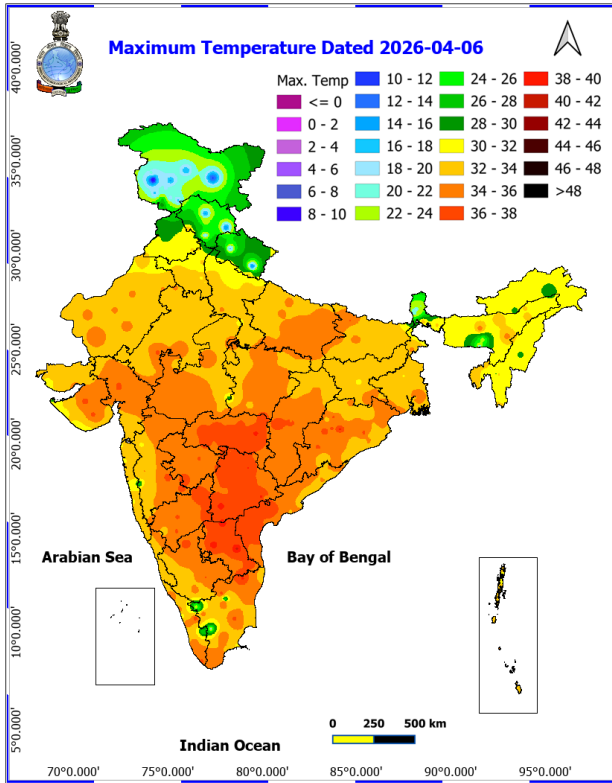 Maximum Temperature Dated 2026-04-06
Max. Temp
<= 0
0 - 2
2 - 4
4 - 6
6 - 8
8 - 10
10 - 12
12 - 14
14 - 16
16 - 18
18 - 20
20 - 22
22 - 24
24 - 26
26 - 28
28 - 30
30 - 32
32 - 34
34 - 36
36 - 38
38 - 40
40 - 42
42 - 44
44 - 46
46 - 48
>48
40°0.000'
35°0.000'
30°0.000'
25°0.000'
20°0.000'
15°0.000'
10°0.000'
5°0.000'
Arabian Sea
Bay of Bengal
Indian Ocean
0 250 500 km
70°0.000' 75°0.000' 80°0.000' 85°0.000' 90°0.000' 95°0.000'